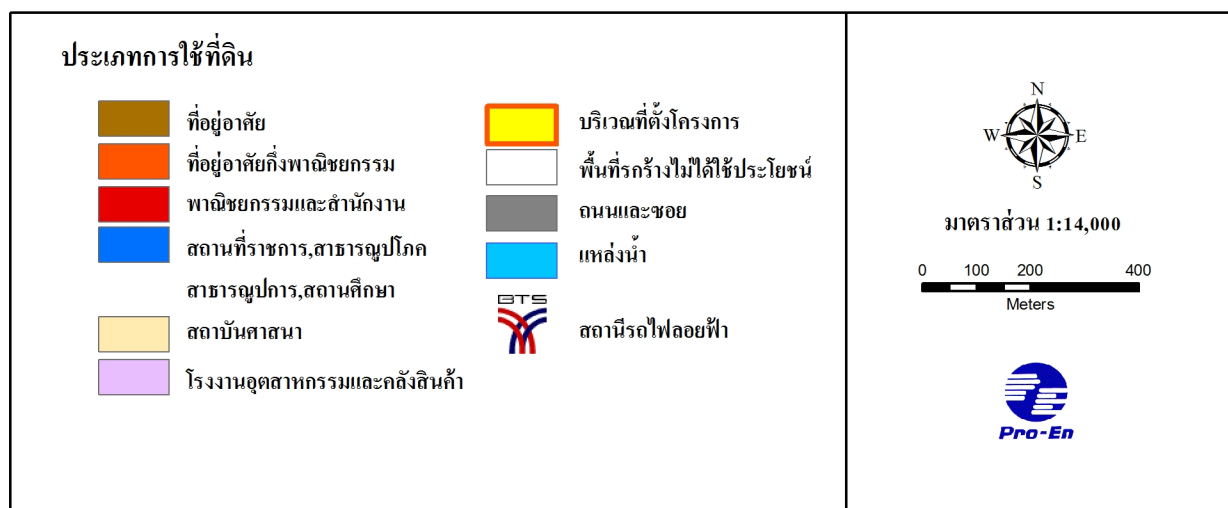 ประเภทการใช้ที่ดิน
ที่อยู่อาศัย
ที่อยู่อาศัยกึ่งพาณิชยกรรม
พาณิชยกรรมและสำนักงาน
สถานที่ราชการ,สาธารณูปโภค
สาธารณูปการ,สถานศึกษา
สถาบันศาสนา
โรงงานอุตสาหกรรมและคลังสินค้า
บริเวณที่ตั้งโครงการ
พื้นที่รกร้างไม่ได้ใช้ประโยชน์
ถนนและซอย
แหล่งน้ำ
BTS
สถานีรถไฟลอยฟ้า
N
W E
S
มาตราส่วน 1:14,000
0 100 200 400
Meters
Pro-En